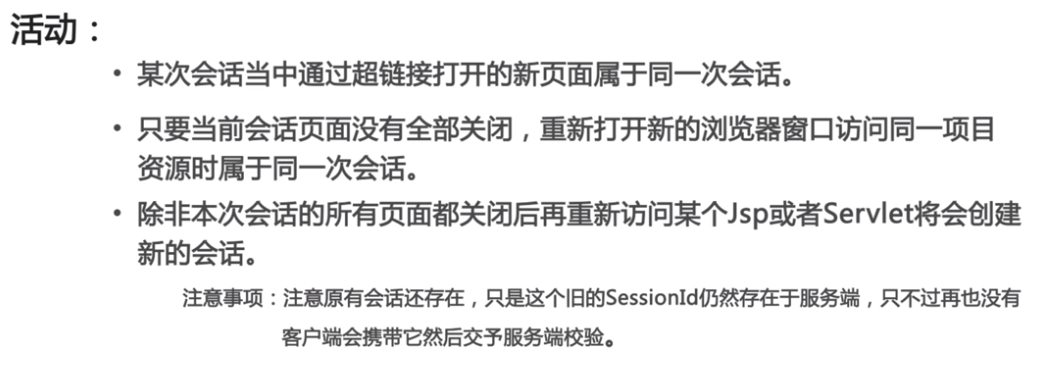 活动：
• 某次会话当中通过超链接打开的新页面属于同一次会话。
• 只要当前会话页面没有全部关闭，重新打开新的浏览器窗口访问同一项目
资源时属于同一次会话。
• 除非本次会话的所有页面都关闭后再重新访问某个Jsp或者Servlet将会创建
新的会话。
注意事项：注意原有会话还存在，只是这个旧的SessionId仍然存在于服务端，只不过再也没有
客户端会携带它然后交予服务端校验。